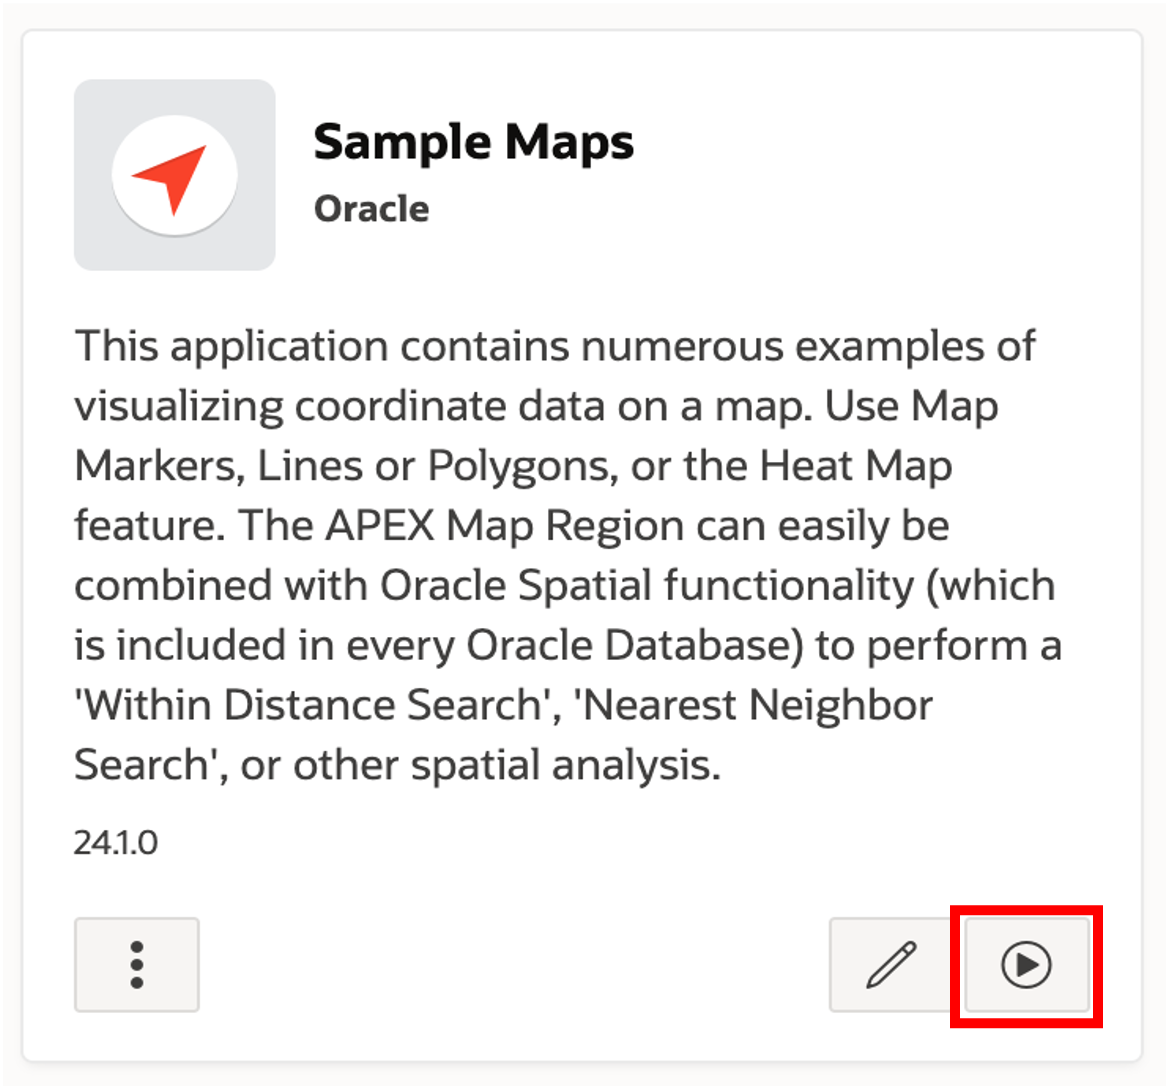 Sample Maps
Oracle
This application contains numerous examples of
visualizing coordinate data on a map. Use Map
Markers, Lines or Polygons, or the Heat Map
feature. The APEX Map Region can easily be
combined with Oracle Spatial functionality (which
is included in every Oracle Database) to perform a
'Within Distance Search', 'Nearest Neighbor
Search', or other spatial analysis.
24.1.0